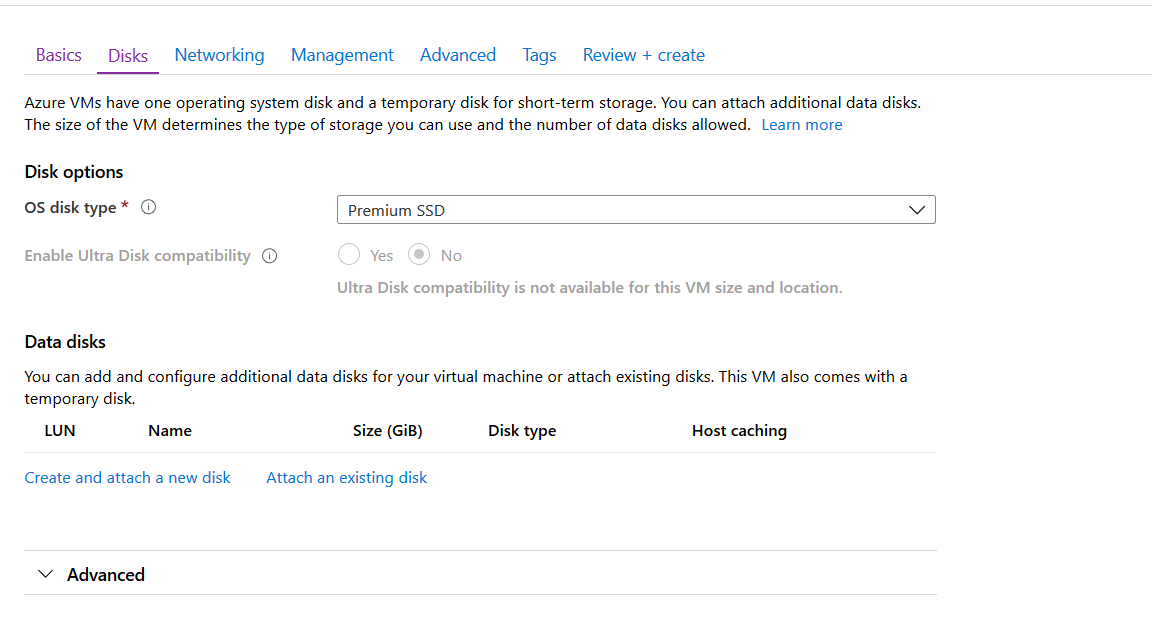 Basics Disks Networking Management Advanced Tags Review + create
Azure VMs have one operating system disk and a temporary disk for short-term storage. You can attach additional data disks.
The size of the VM determines the type of storage you can use and the number of data disks allowed. Learn more
Disk options
OS disk type * Premium SSD
Enable Ultra Disk compatibility Yes No
Ultra Disk compatibility is not available for this VM size and location.
Data disks
You can add and configure additional data disks for your virtual machine or attach existing disks. This VM also comes with a
temporary disk.
LUN Name Size (GiB) Disk type Host caching
Create and attach a new disk Attach an existing disk
Advanced